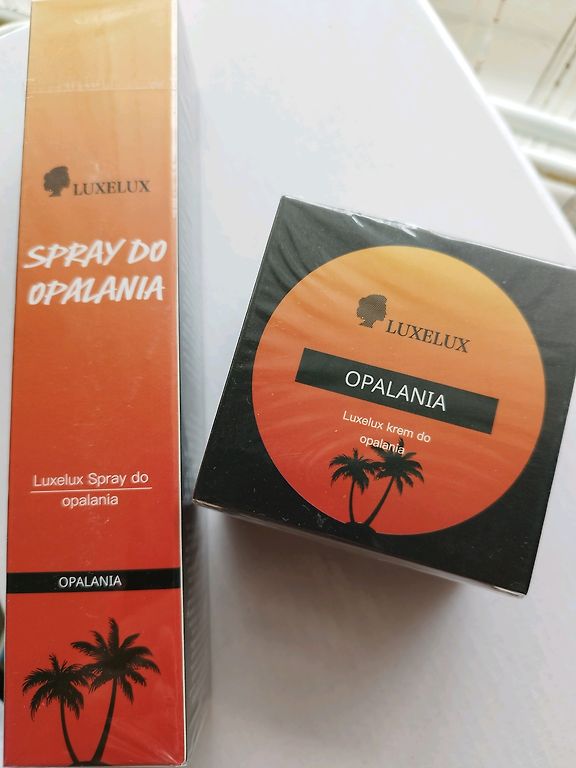 LUXELUX
SPRAY DO
OPALANIA
Luxelux Spray do
opalania
OPALANIA
LUXELUX
OPALANIA
Luxelux krem do
opalania